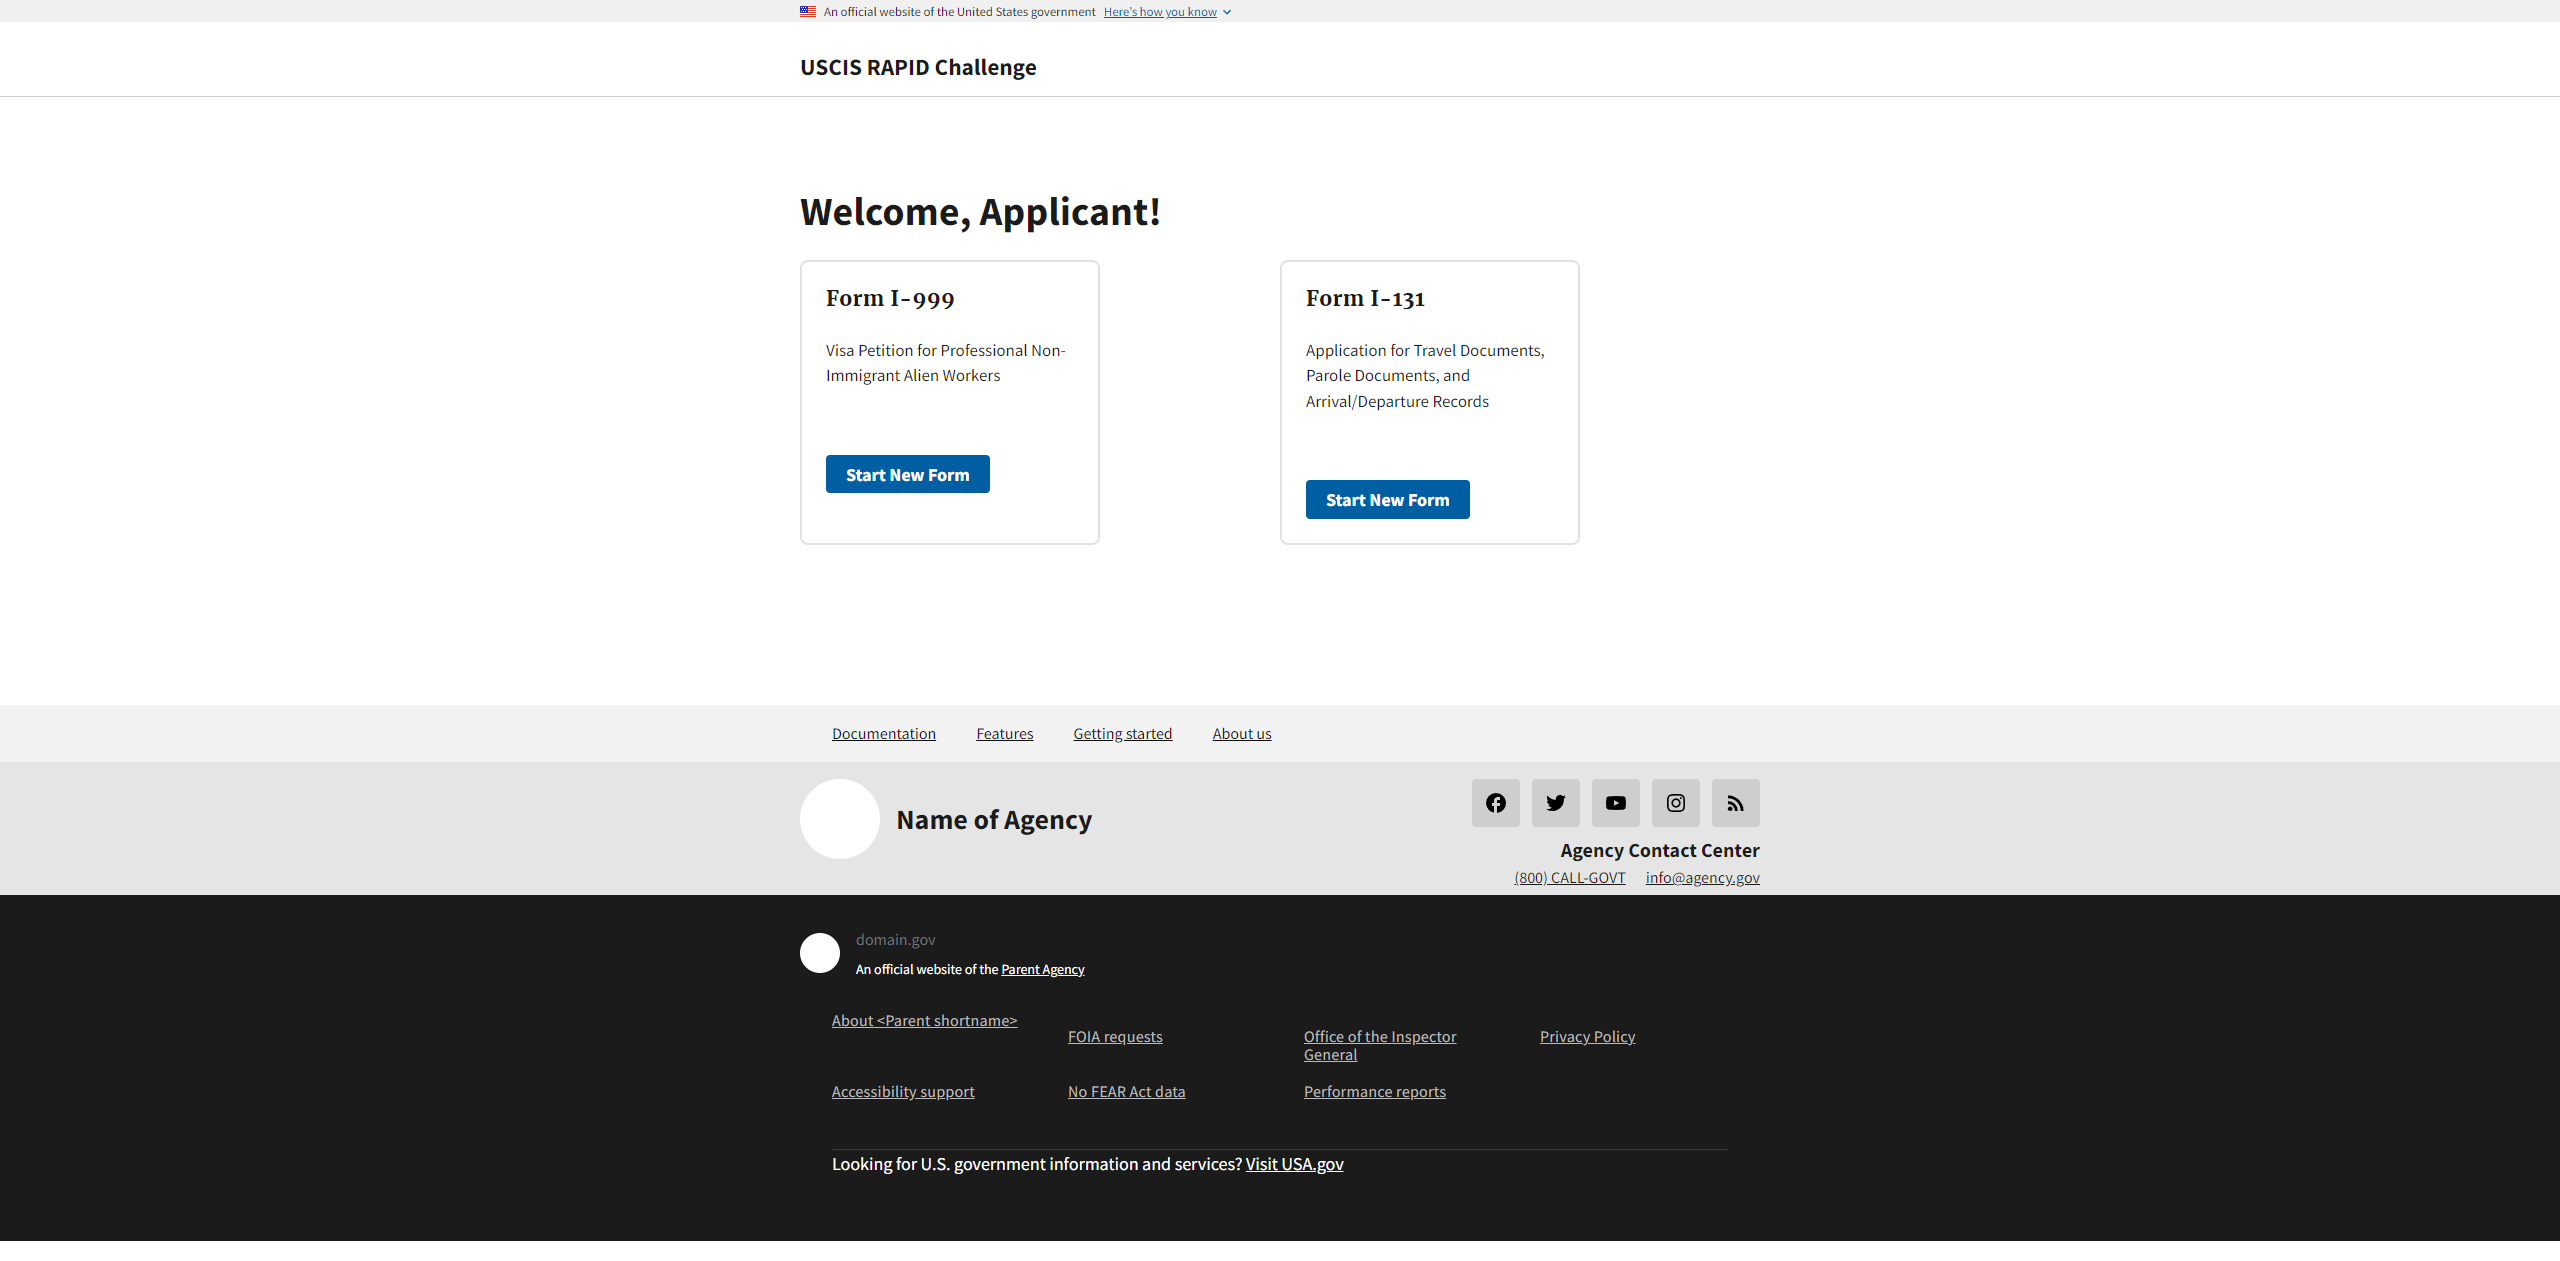 An official website of the United States government Here's how you know
USCIS RAPID Challenge
Welcome, Applicant!
Form I-999
Visa Petition for Professional Non-
Immigrant Alien Workers
Start New Form
Form I-131
Application for Travel Documents,
Parole Documents, and
Arrival/Departure Records
Start New Form
Documentation Features Getting started About us
Name of Agency
Agency Contact Center
(800) CALL-GOVT info@agency.gov
domain.gov
An official website of the Parent Agency
About <Parent shortname>
FOIA requests
Office of the Inspector
General
Privacy Policy
Accessibility support
No FEAR Act data
Performance reports
Looking for U.S. government information and services? Visit USA.gov